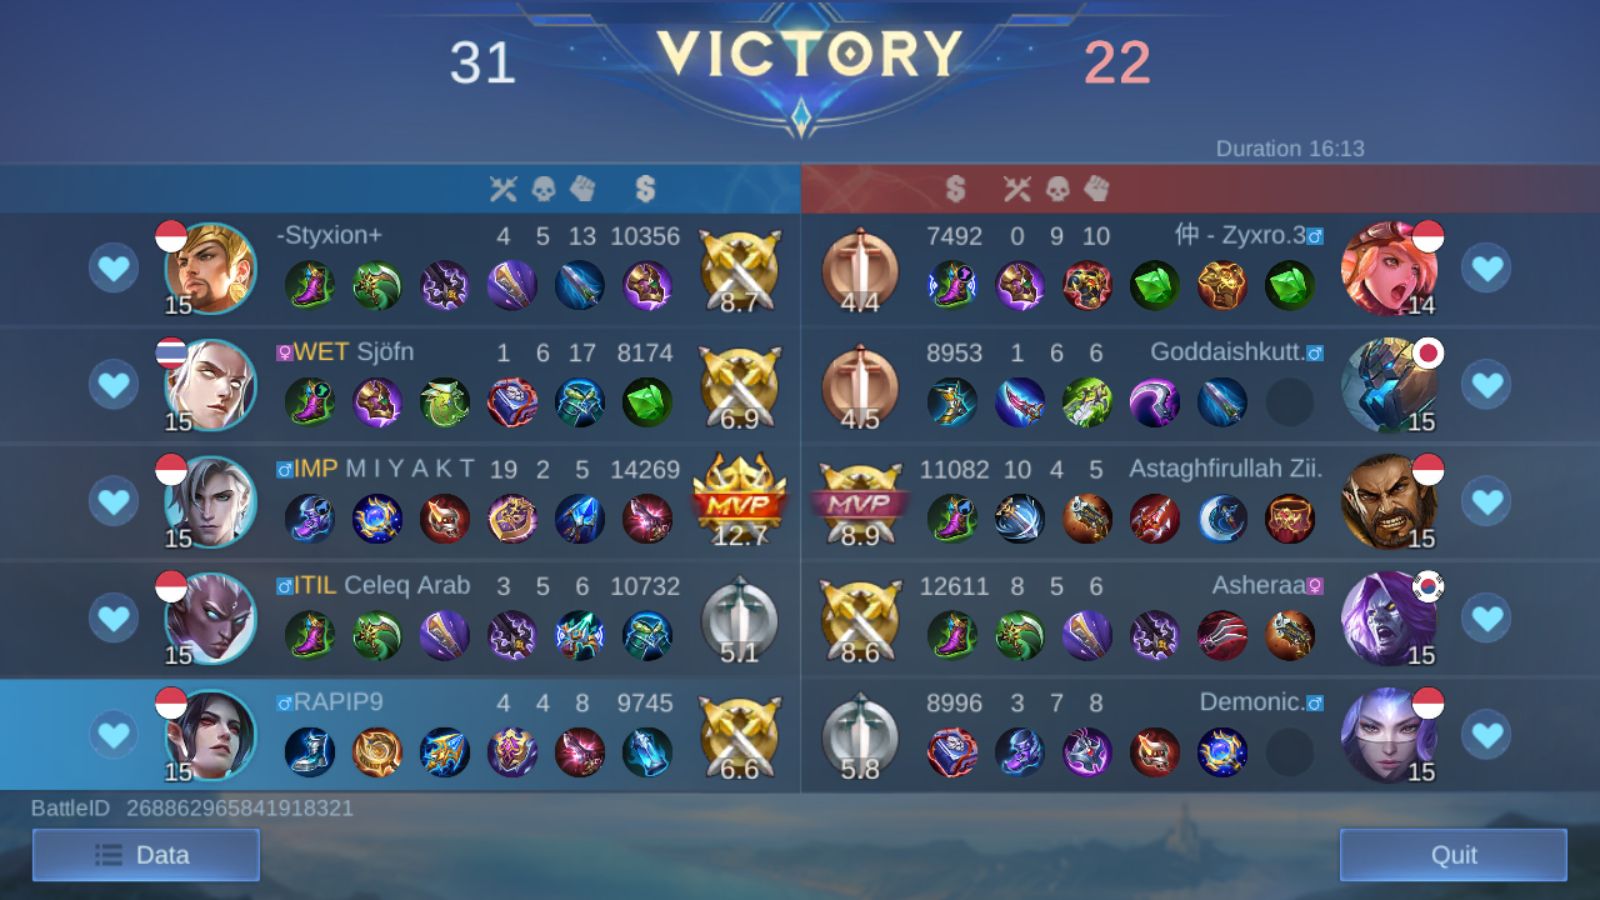 31 VICTORY 22
Duration 16:13
-Styxion+ 4 5 13 10356
15 8.7
7492 0 9 10 仲 - Zyxro.3
4.4 14
WET Sjöfn 1 6 17 8174
15 6.9
8953 1 6 6 Goddaishkutt.
4.5 15
IMP M I Y A K T 19 2 5 14269
15 MVP 12.7
11082 10 4 5 Astaghfirullah Zii.
MVP 8.9 15
ITIL Celeq Arab 3 5 6 10732
15 5.1
12611 8 5 6 Asheraa
8.6 15
RAPIP9 4 4 8 9745
15 6.6
8996 3 7 8 Demonic.
5.8 15
BattleID 268862965841918321
Data Quit